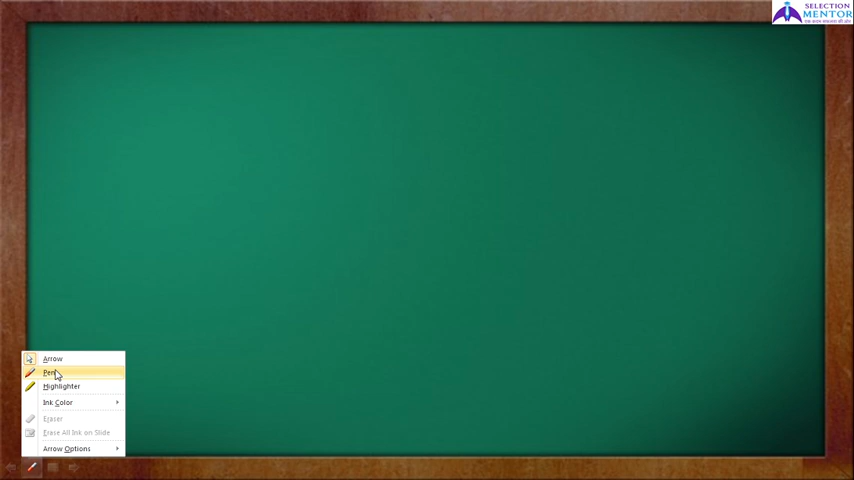 SELECTION
MENTOR
Arrow
Pen
Highlighter
Ink Color
Eraser
Erase All Ink on Slide
Arrow Options